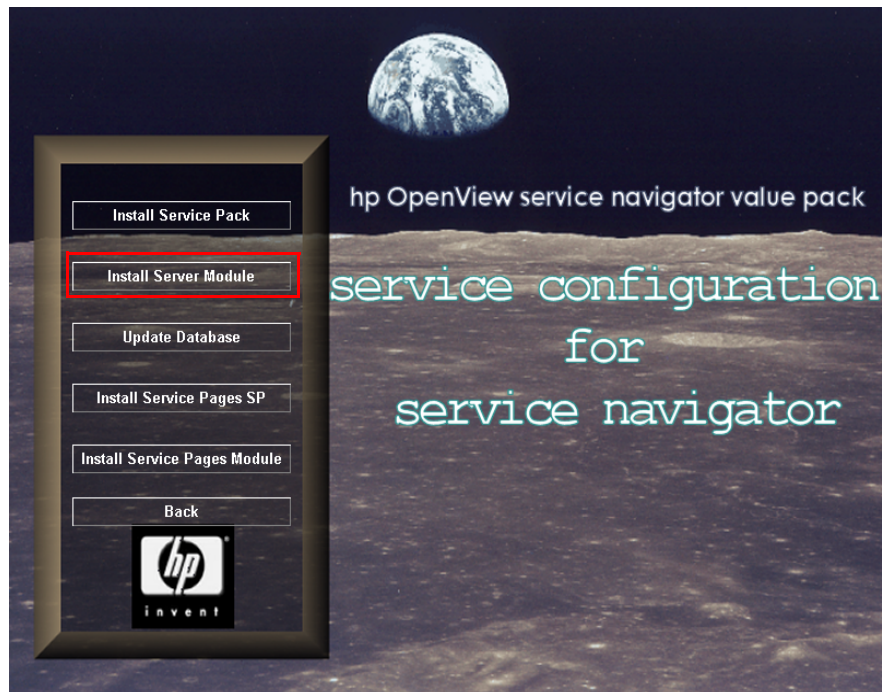 hp OpenView service navigator value pack
service configuration
for
service navigator
Install Service Pack
Install Server Module
Update Database
Install Service Pages SP
Install Service Pages Module
Back
hp
invent